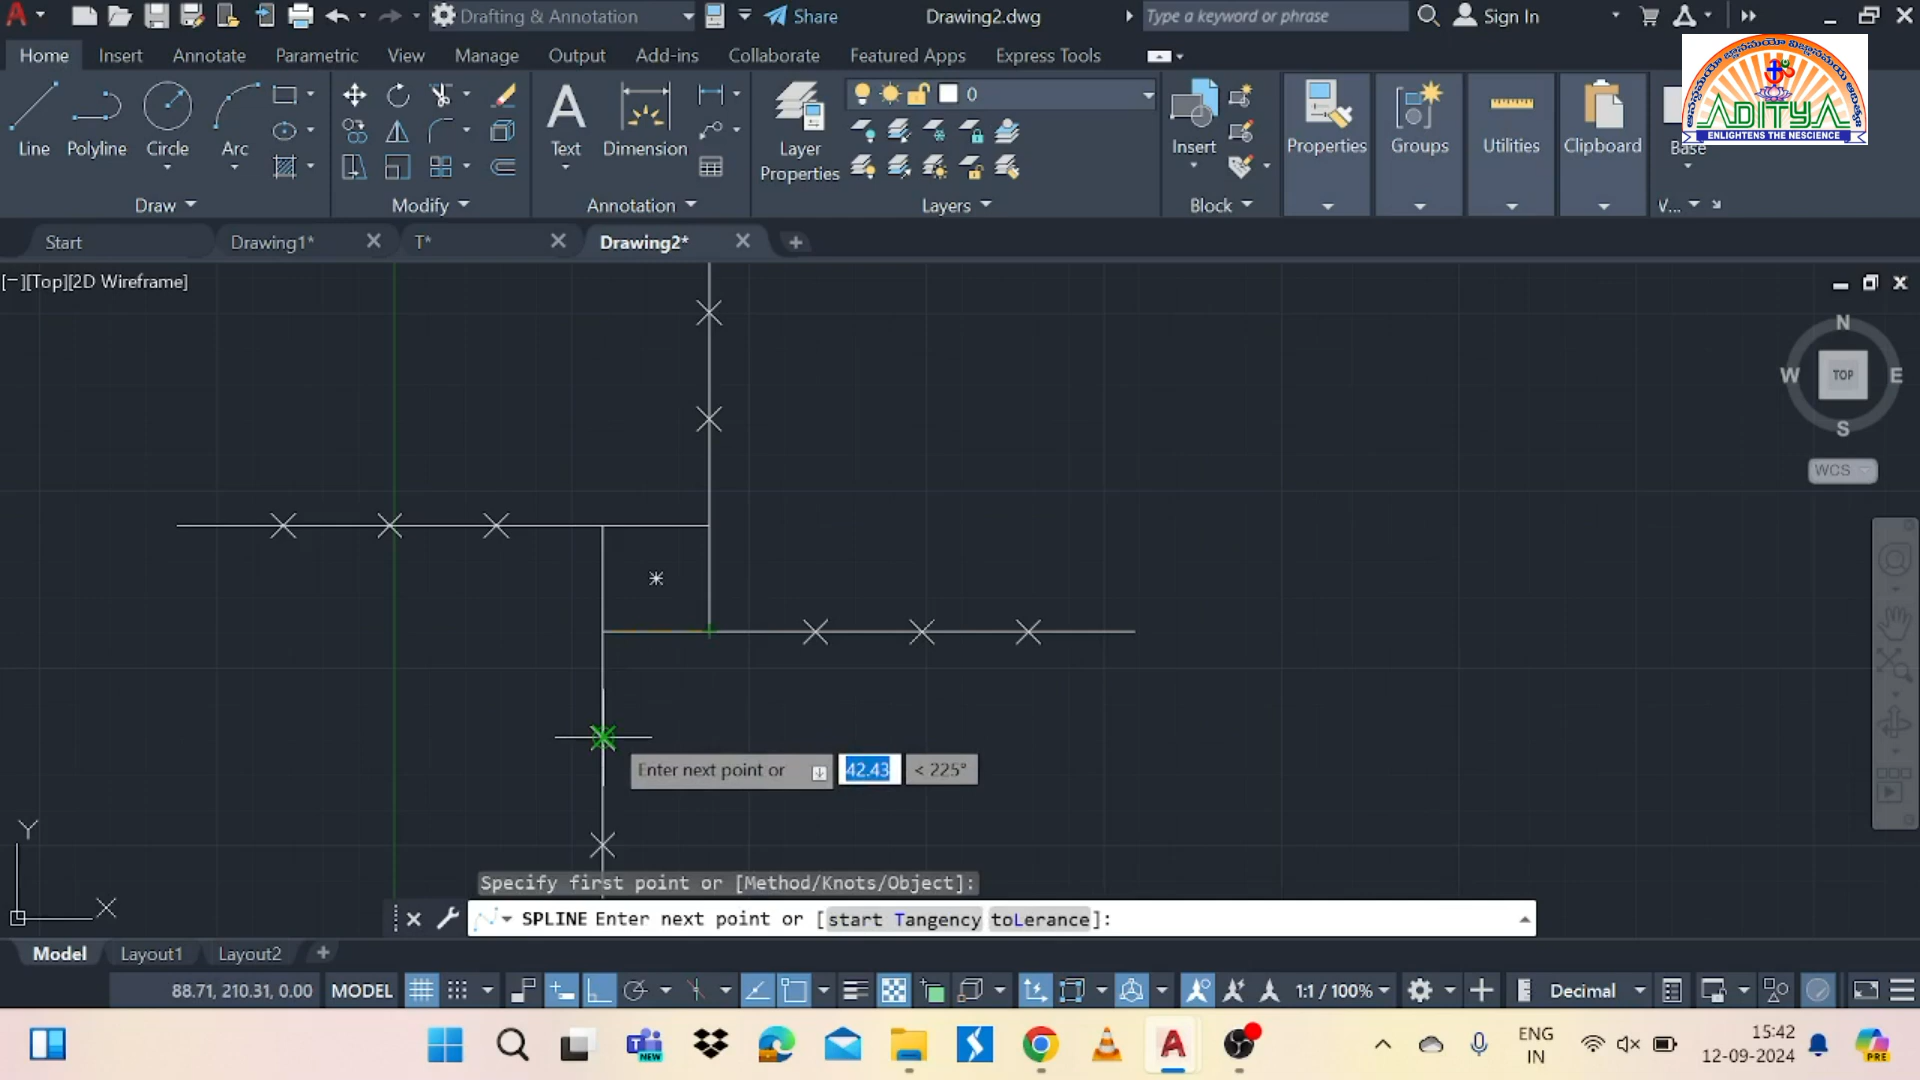 Drafting & Annotation
Share
Drawing2.dwg
Type a keyword or phrase
Sign In
Home
Insert
Annotate
Parametric
View
Manage
Output
Add-ins
Collaborate
Featured Apps
Express Tools
Line
Polyline
Circle
Arc
Text
Dimension
Layer
Properties
0
Insert
Properties
Groups
Utilities
Clipboard
Base
ADITYA
ENLIGHTENS THE NESCIENCE
Draw
Modify
Annotation
Layers
Block
V...
Start
Drawing1*
T*
Drawing2*
[−][Top][2D Wireframe]
N
W
TOP
E
S
WCS
Enter next point or
42.43
< 225°
Y
X
Specify first point or [Method/Knots/Object]:
SPLINE Enter next point or [start Tangency toLerance]:
Model
Layout1
Layout2
88.71, 210.31, 0.00
MODEL
1:1 / 100%
Decimal
NEW
ENG
IN
15:42
12-09-2024
PRE